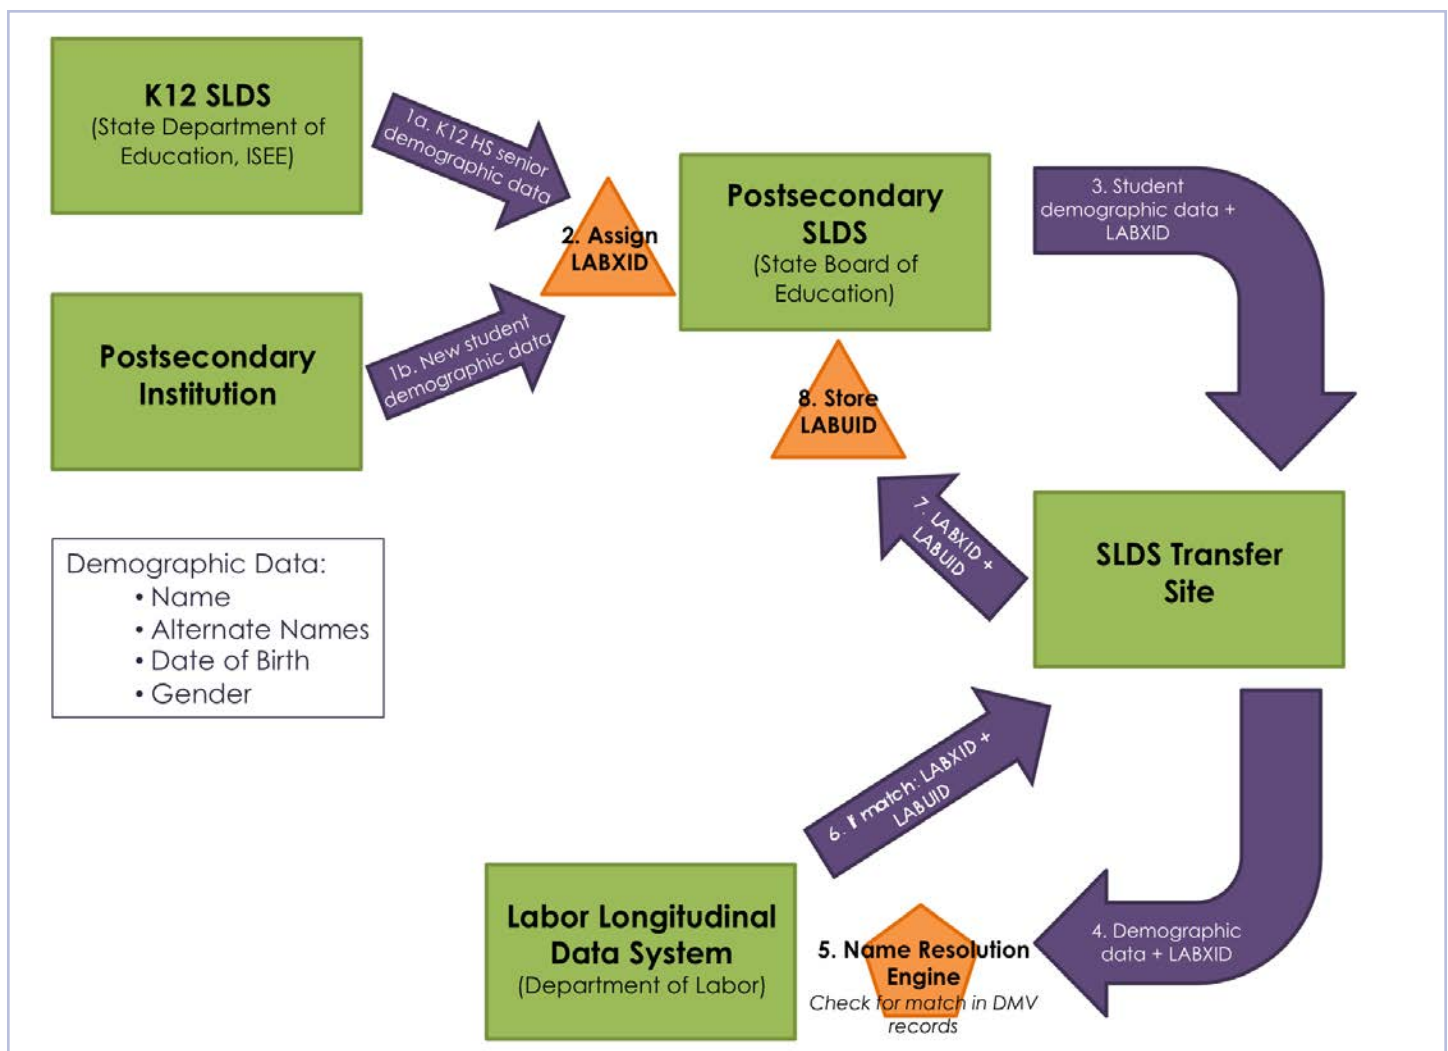 K12 SLDS
(State Department of
Education, ISEE)
1a. K12 HS senior
demographic data
2. Assign
LABXID
Postsecondary
SLDS
(State Board of
Education)
3. Student
demographic data +
LABXID
Postsecondary
Institution
1b. New student
demographic data
8. Store
LABUID
7. LABXID +
LABUID
SLDS Transfer
Site
Demographic Data:
• Name
• Alternate Names
• Date of Birth
• Gender
6. If match: LABXID +
LABUID
Labor Longitudinal
Data System
(Department of Labor)
5. Name Resolution
Engine
Check for match in DMV
records
4. Demographic
data + LABXID